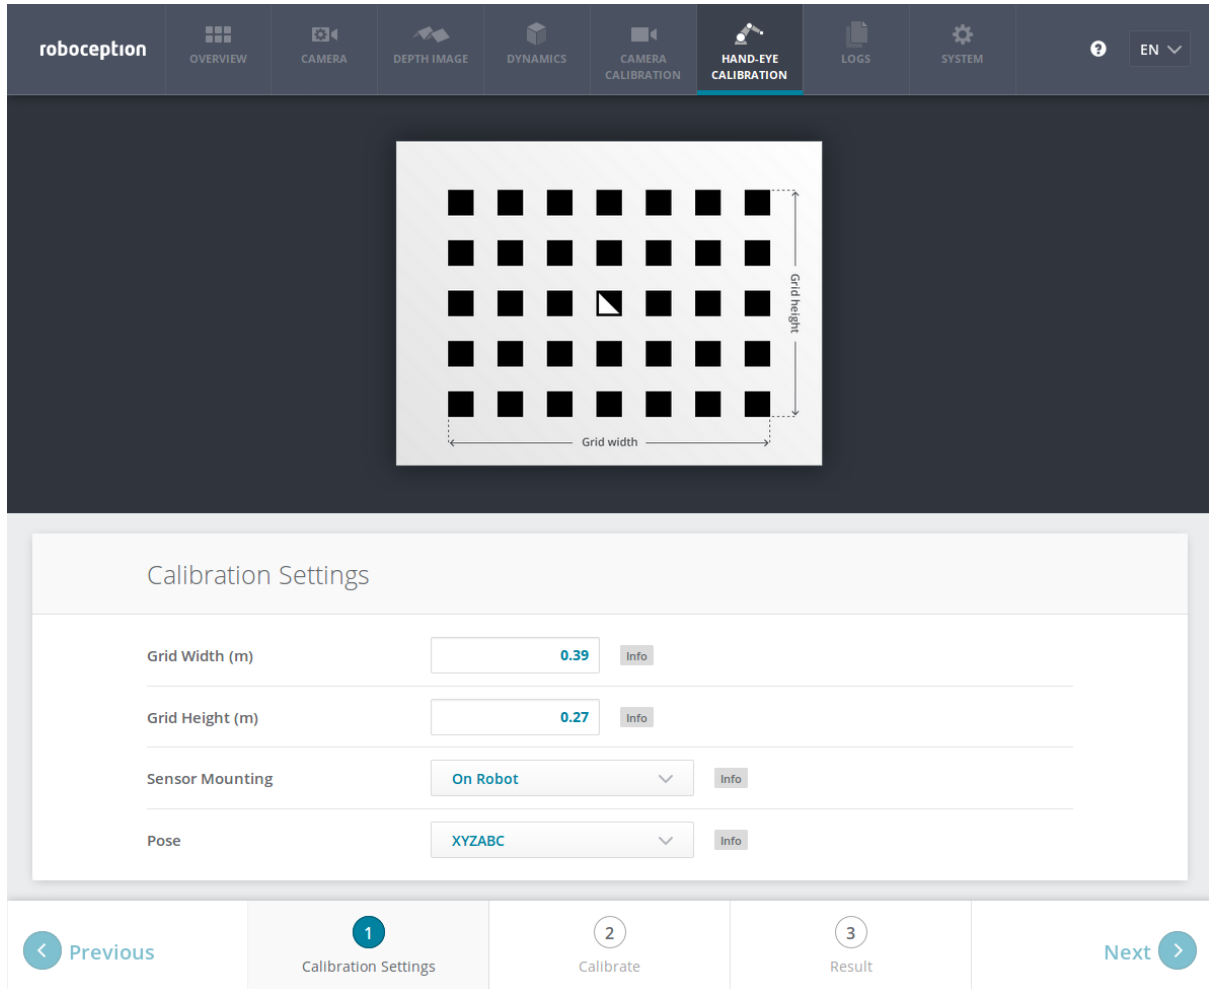 roboception
OVERVIEW
CAMERA
DEPTH IMAGE
DYNAMICS
CAMERA
CALIBRATION
HAND-EYE
CALIBRATION
LOGS
SYSTEM
?
EN
Grid height
Grid width
Calibration Settings
Grid Width (m) 0.39 Info
Grid Height (m) 0.27 Info
Sensor Mounting On Robot Info
Pose XYZABC Info
Previous
1
Calibration Settings
2
Calibrate
3
Result
Next